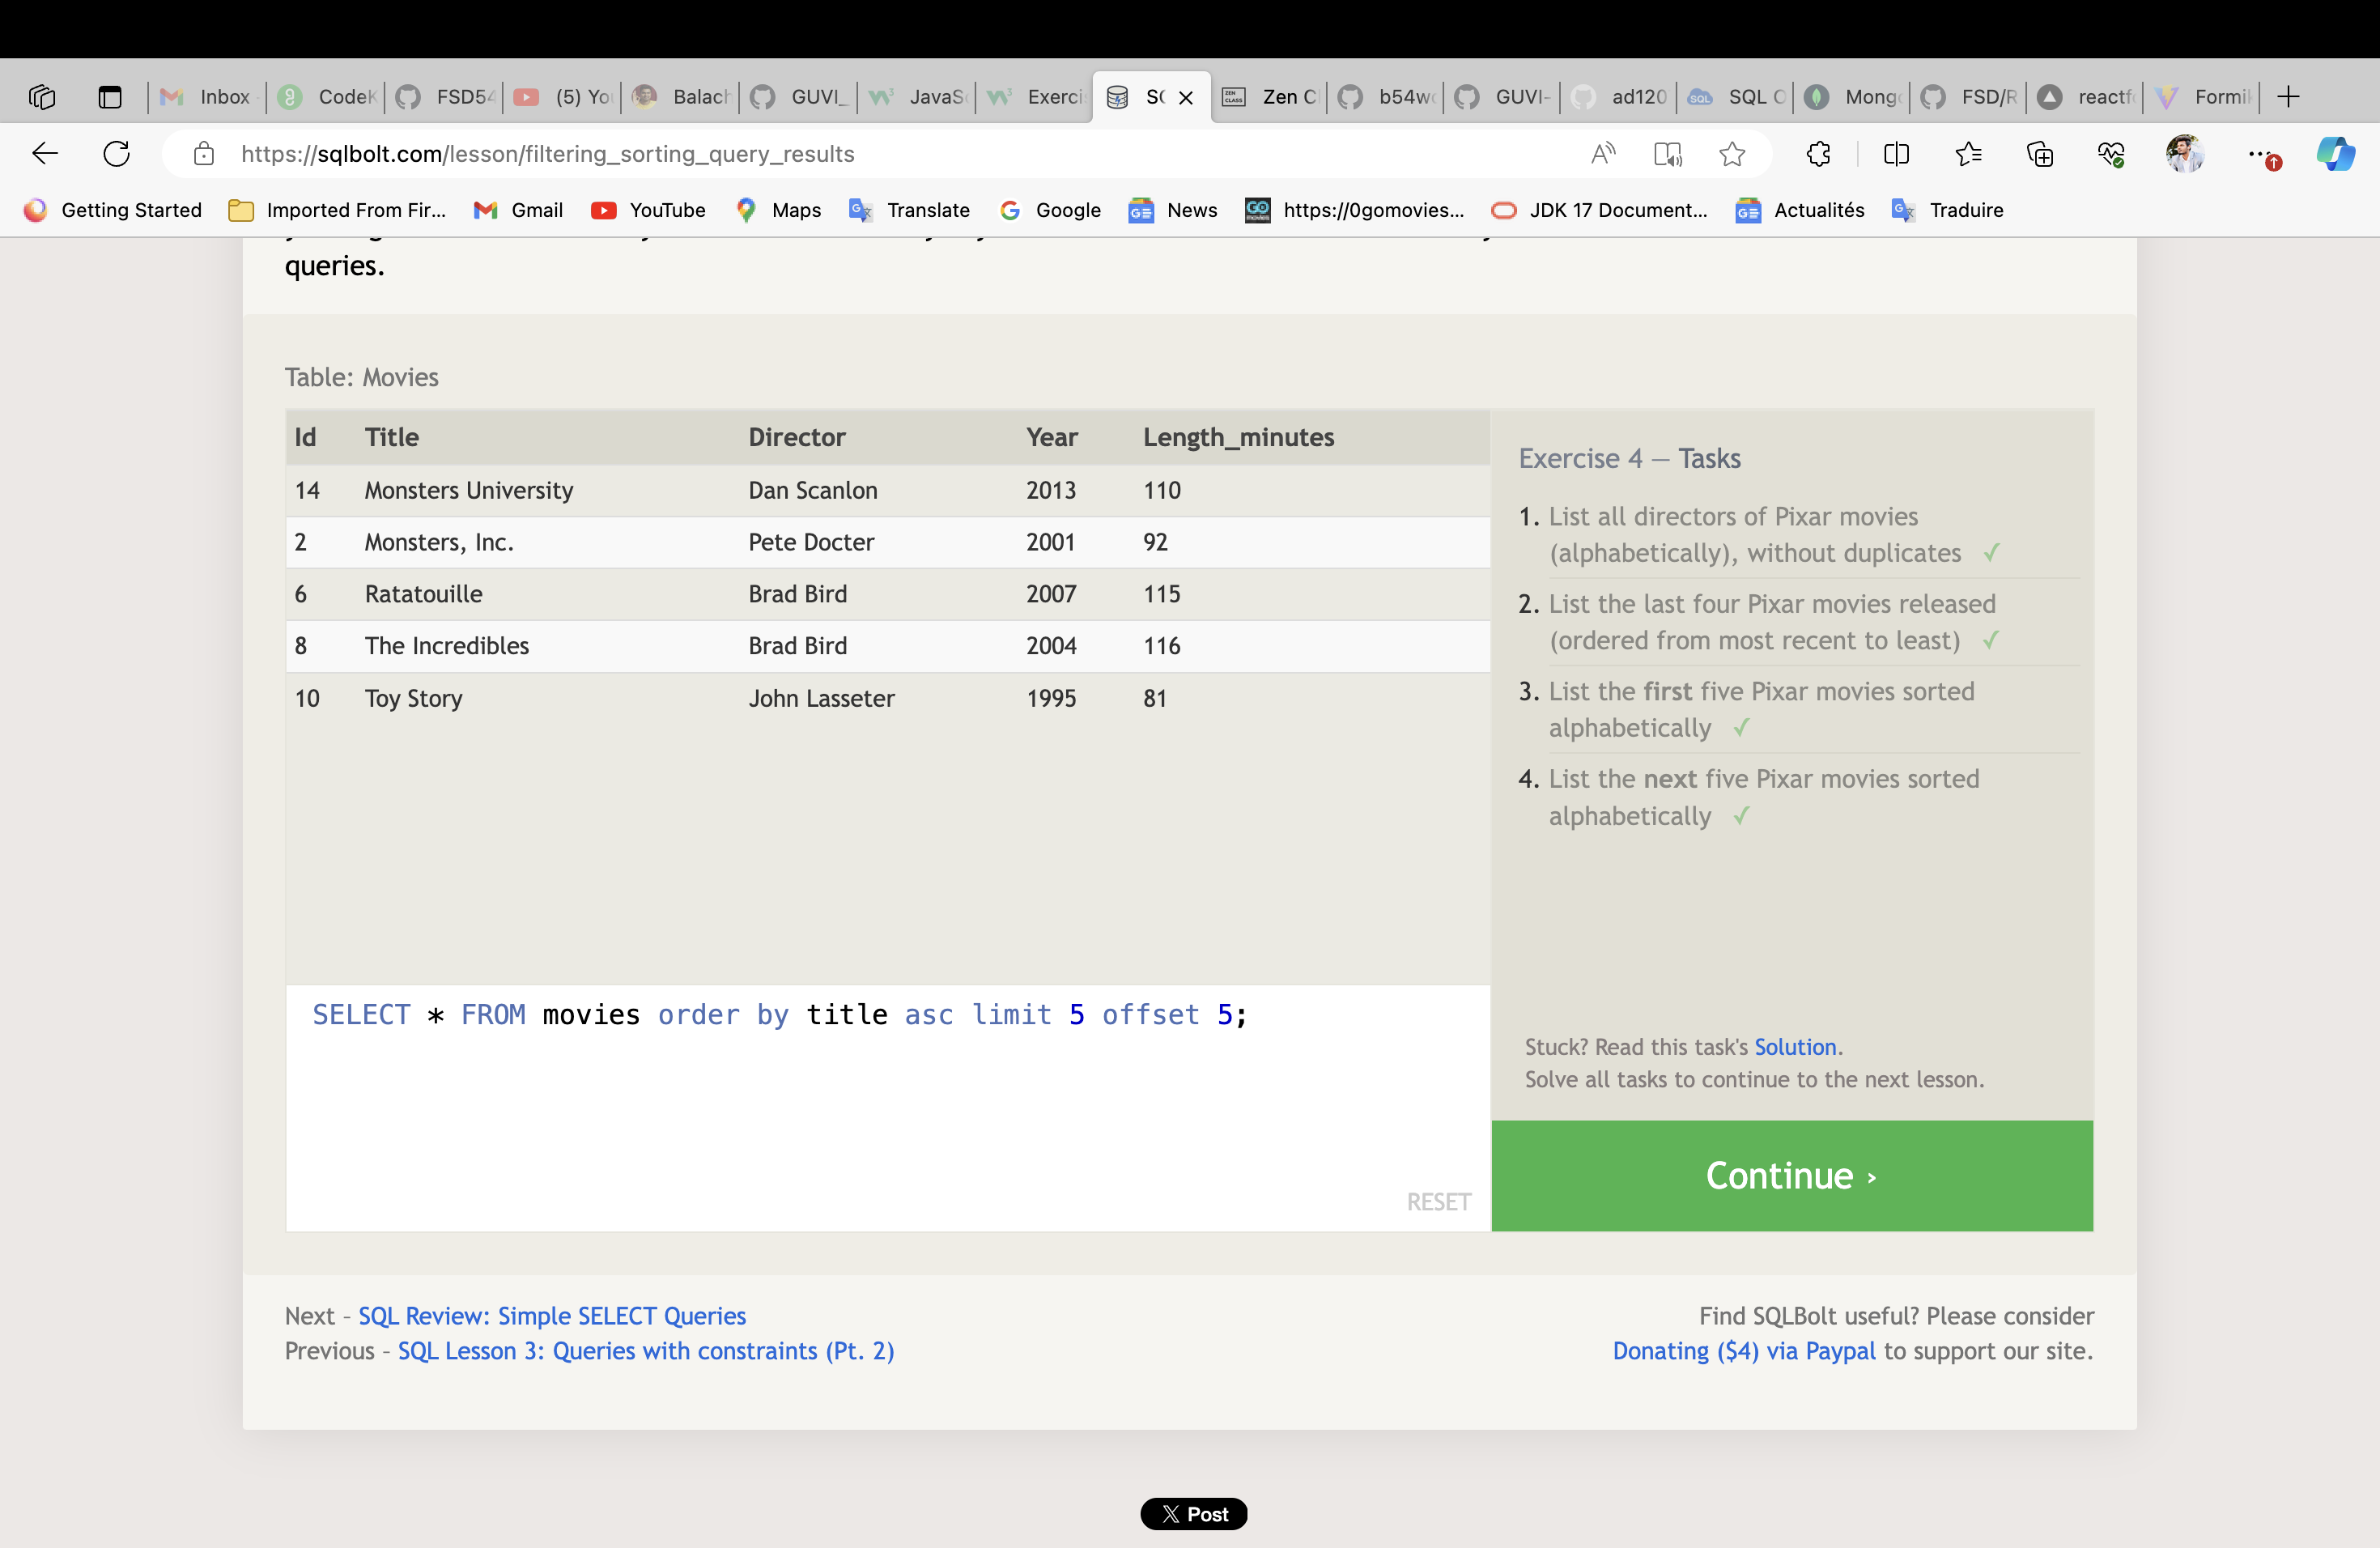 Inbox
CodeK
FSD54
(5) You
Balach
GUVI_
JavaSc
Exerci
SQ
Zen Cl
b54we
GUVI-
ad120
SQL O
Mongo
FSD/R
reactfo
Formik
https://sqlbolt.com/lesson/filtering_sorting_query_results
Getting Started
Imported From Fir...
Gmail
YouTube
Maps
Translate
Google
News
https://0gomovies...
JDK 17 Document...
Actualités
Traduire
queries.
Table: Movies
Id Title Director Year Length_minutes
14 Monsters University Dan Scanlon 2013 110
2 Monsters, Inc. Pete Docter 2001 92
6 Ratatouille Brad Bird 2007 115
8 The Incredibles Brad Bird 2004 116
10 Toy Story John Lasseter 1995 81
SELECT * FROM movies order by title asc limit 5 offset 5;
RESET
Exercise 4 — Tasks
1. List all directors of Pixar movies
(alphabetically), without duplicates ✓
2. List the last four Pixar movies released
(ordered from most recent to least) ✓
3. List the first five Pixar movies sorted
alphabetically ✓
4. List the next five Pixar movies sorted
alphabetically ✓
Stuck? Read this task's Solution.
Solve all tasks to continue to the next lesson.
Continue ›
Next – SQL Review: Simple SELECT Queries
Previous – SQL Lesson 3: Queries with constraints (Pt. 2)
Find SQLBolt useful? Please consider
Donating ($4) via Paypal to support our site.
X Post